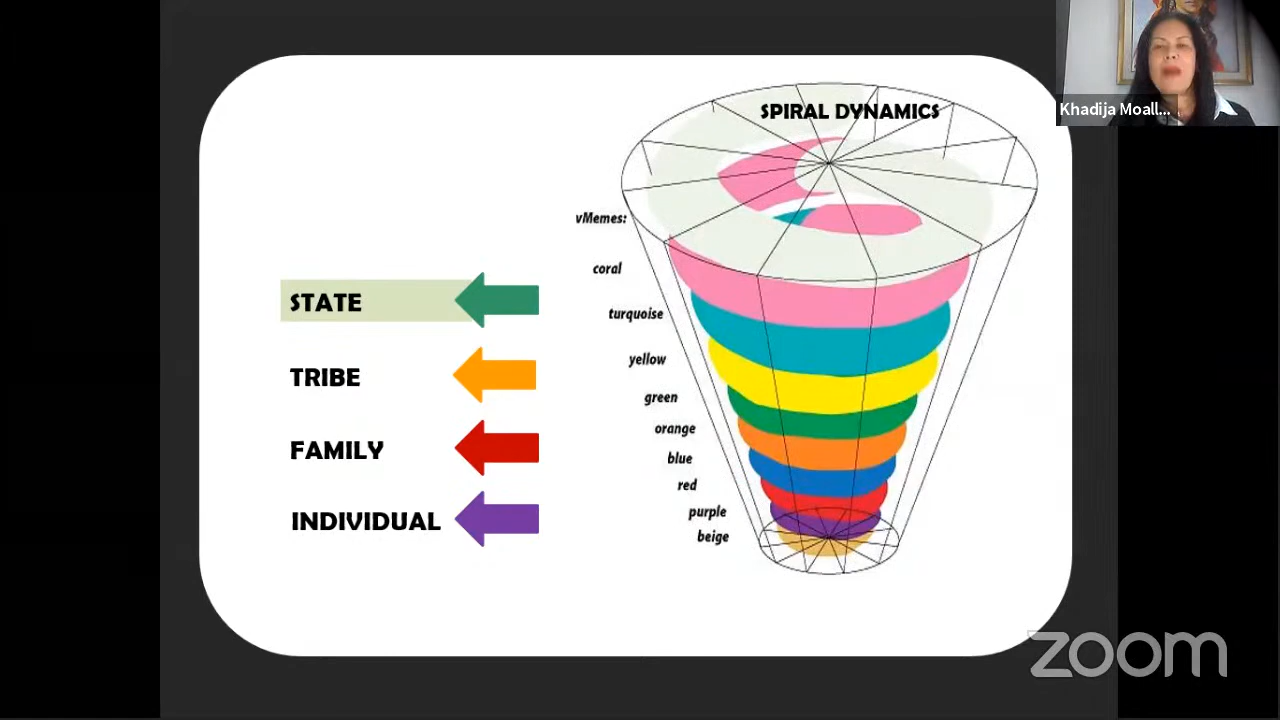 SPIRAL DYNAMICS
Khadija Moall...
vMemes:
coral
turquoise
yellow
green
orange
blue
red
purple
beige
STATE
TRIBE
FAMILY
INDIVIDUAL
zoom